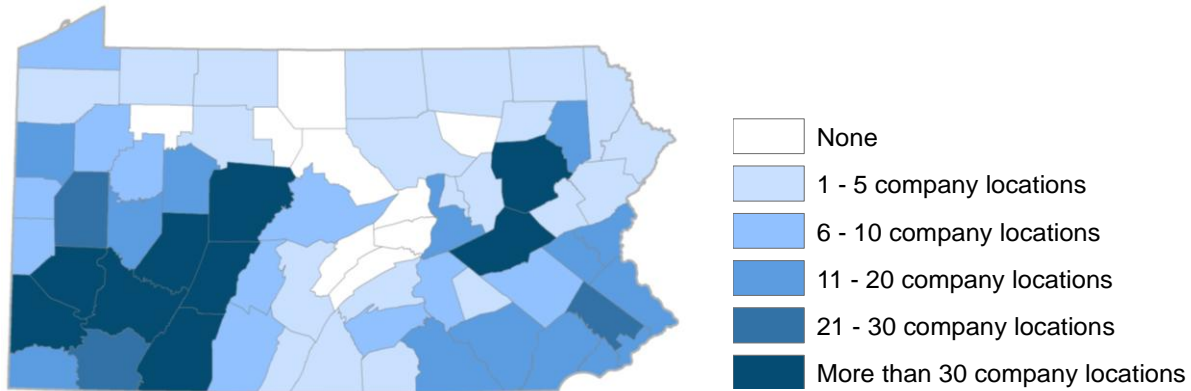 None
1 - 5 company locations
6 - 10 company locations
11 - 20 company locations
21 - 30 company locations
More than 30 company locations